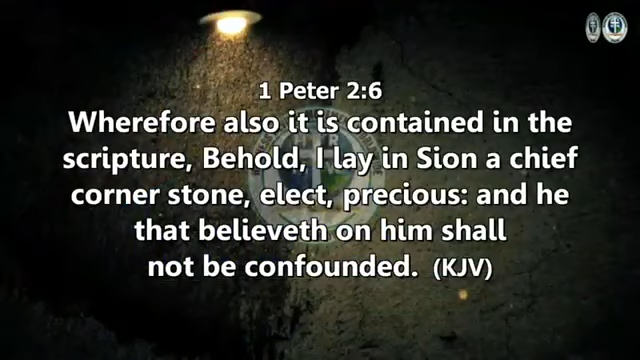 1 Peter 2:6
Wherefore also it is contained in the
scripture, Behold, I lay in Sion a chief
corner stone, elect, precious: and he
that believeth on him shall
not be confounded. (KJV)